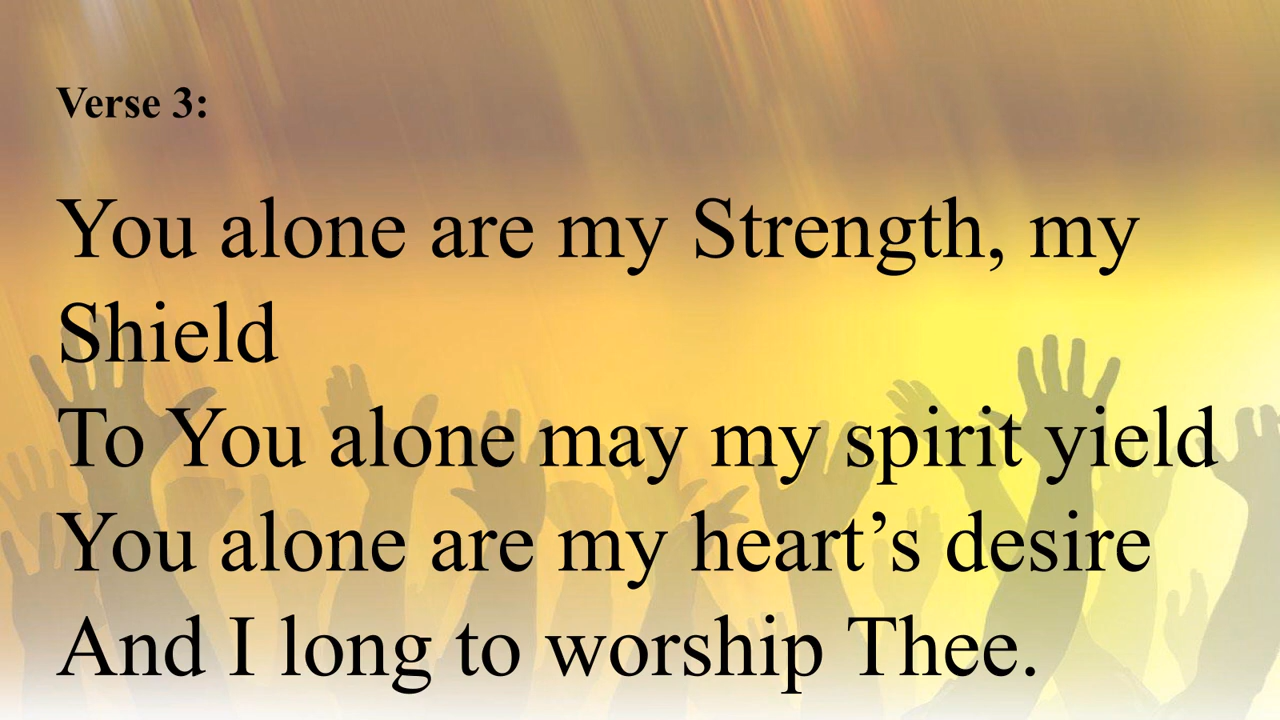 Verse 3:
You alone are my Strength, my
Shield
To You alone may my spirit yield
You alone are my heart’s desire
And I long to worship Thee.